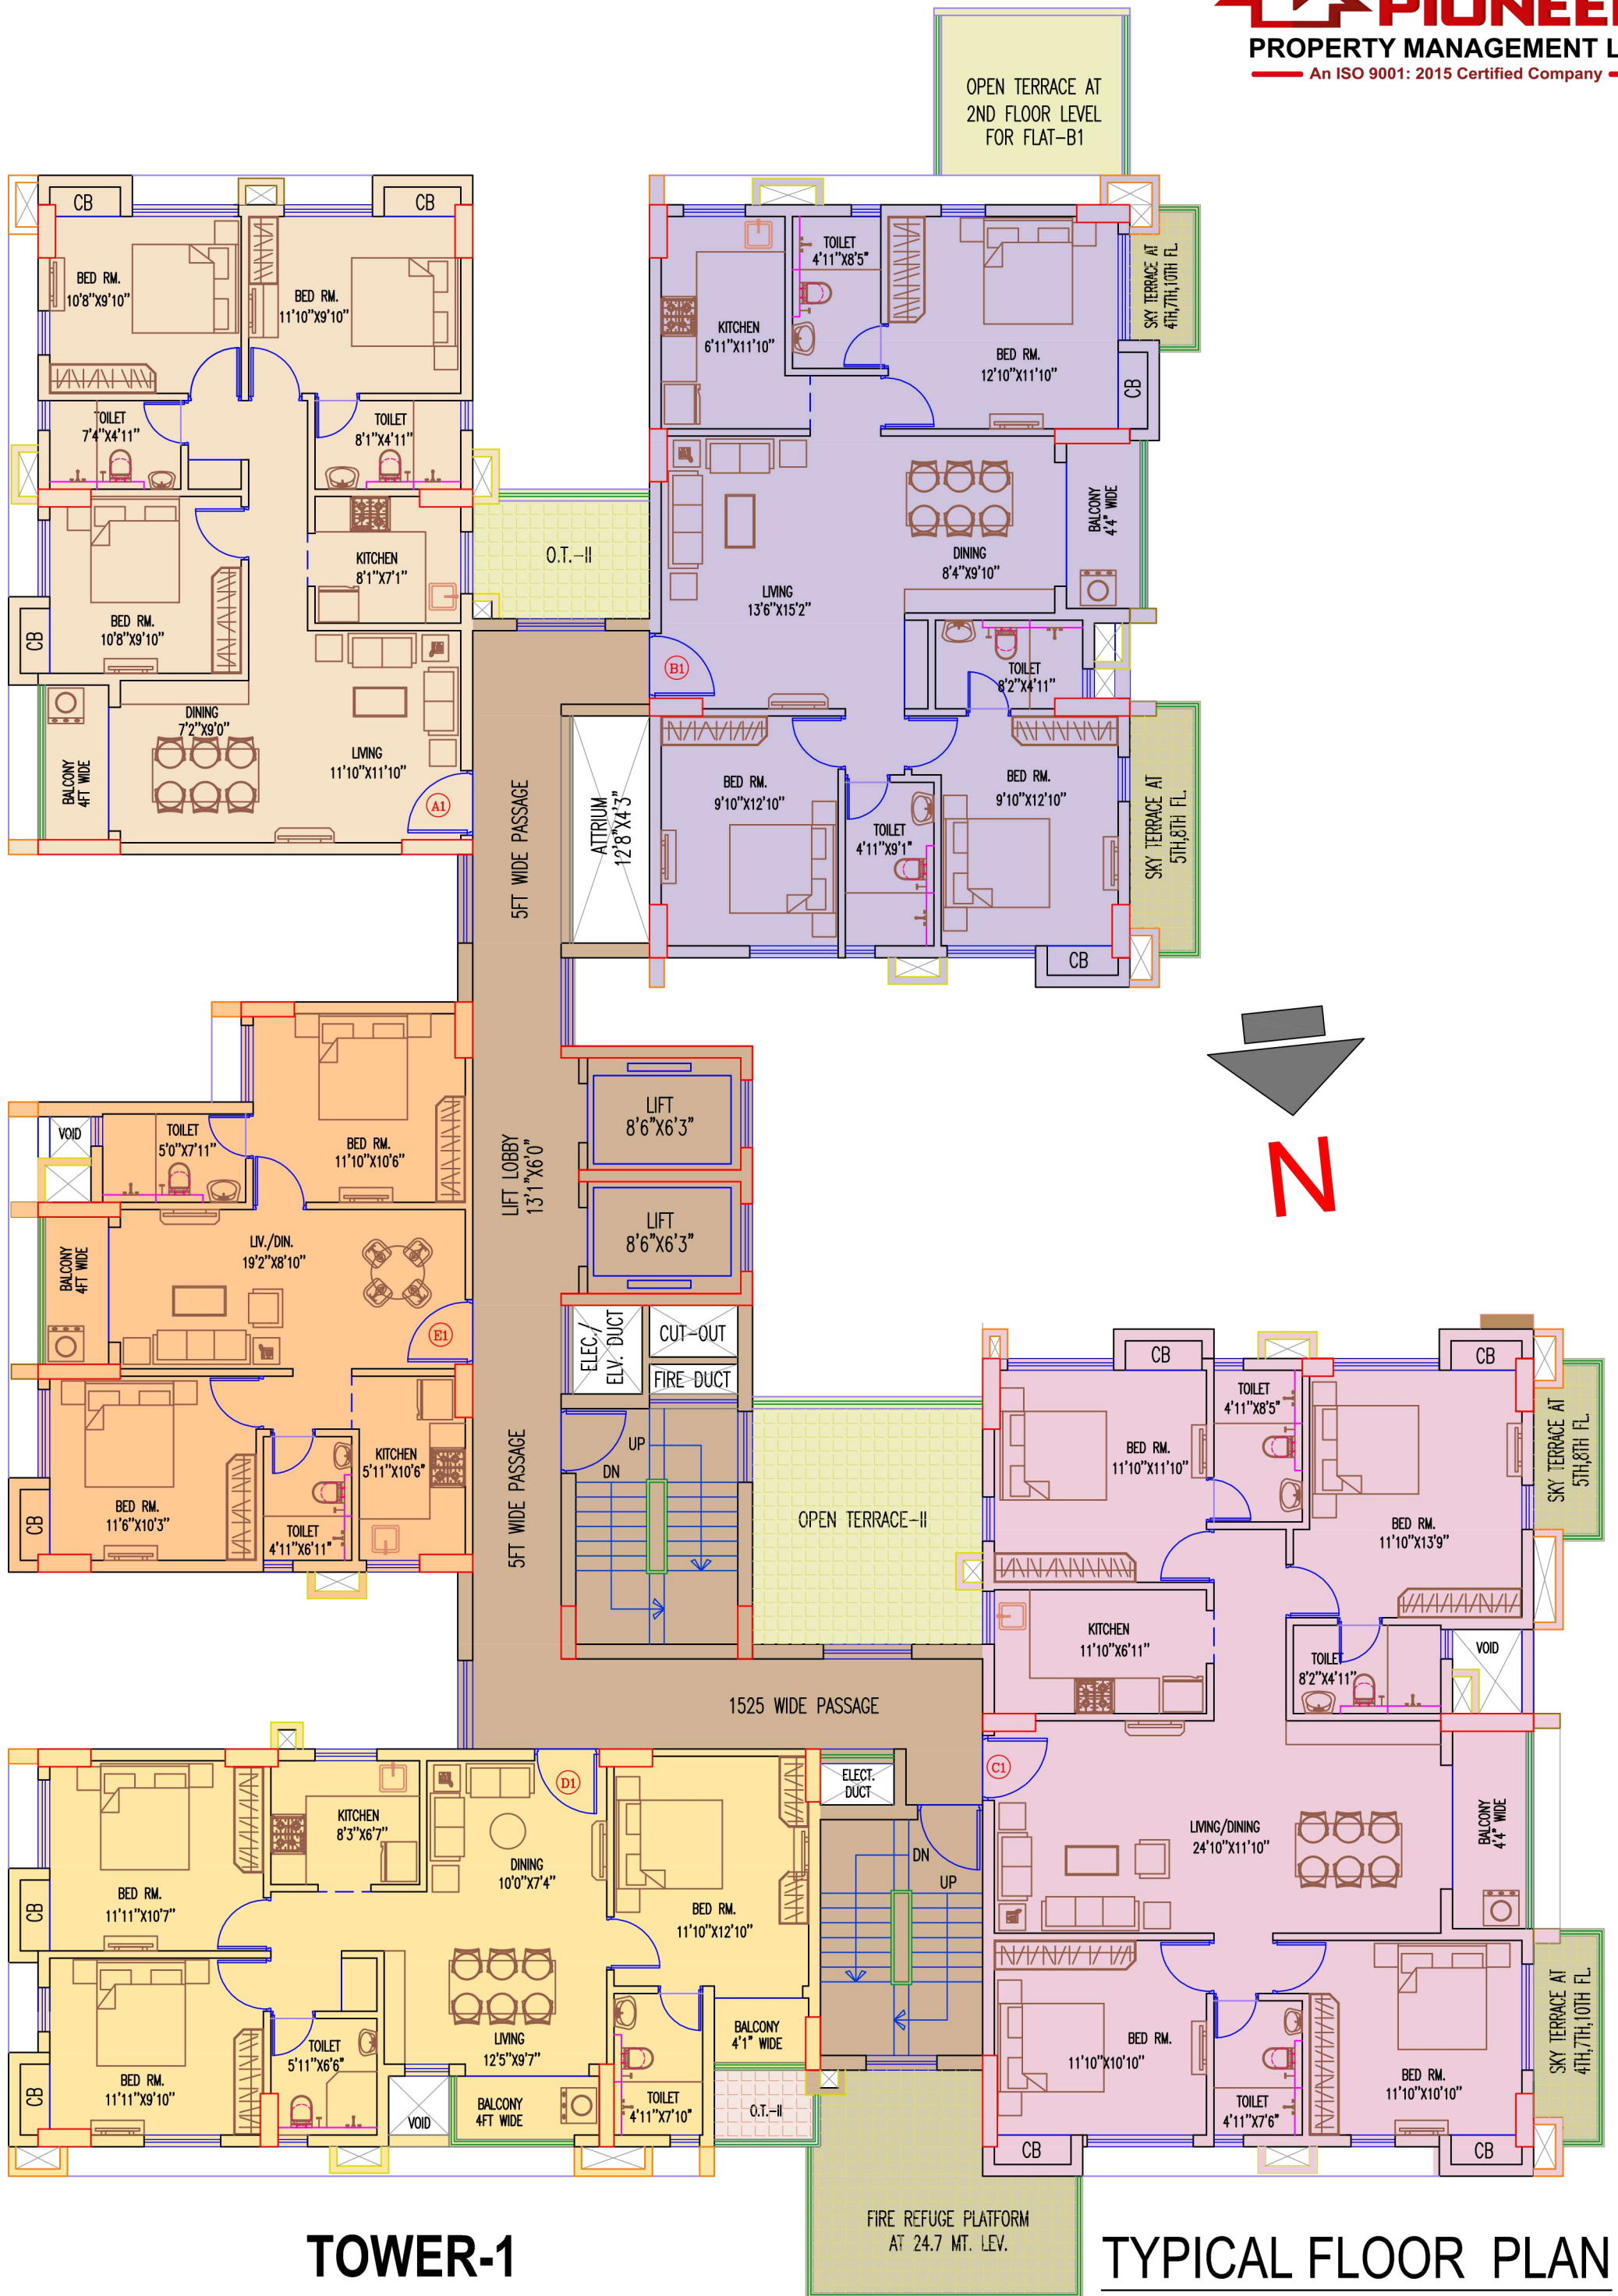 PIONEER
PROPERTY MANAGEMENT L
An ISO 9001: 2015 Certified Company
OPEN TERRACE AT
2ND FLOOR LEVEL
FOR FLAT-B1
CB
CB
BED RM.
10'8"X9'10"
BED RM.
11'10"X9'10"
TOILET
7'4"X4'11"
TOILET
8'1"X4'11"
KITCHEN
8'1"X7'1"
BED RM.
10'8"X9'10"
CB
DINING
7'2"X9'0"
LIVING
11'10"X11'10"
BALCONY
4FT WIDE
A1
O.T.-II
TOILET
4'11"X8'5"
KITCHEN
6'11"X11'10"
BED RM.
12'10"X11'10"
SKY TERRACE AT
4TH,7TH,10TH FL.
CB
BALCONY
4'4" WIDE
DINING
8'4"X9'10"
LIVING
13'6"X15'2"
B1
TOILET
8'2"X4'11"
BED RM.
9'10"X12'10"
TOILET
4'11"X9'1"
BED RM.
9'10"X12'10"
SKY TERRACE AT
5TH,8TH FL.
CB
5FT WIDE PASSAGE
ATTRIUM
12'8"X4'3"
N
LIFT
8'6"X6'3"
LIFT LOBBY
13'1"X6'0"
LIFT
8'6"X6'3"
VOID
TOILET
5'0"X7'11"
BED RM.
11'10"X10'6"
LIV./DIN.
19'2"X8'10"
BALCONY
4FT WIDE
E1
BED RM.
11'6"X10'3"
CB
TOILET
4'11"X6'11"
KITCHEN
5'11"X10'6"
ELEC./
ELV. DUCT
CUT-OUT
FIRE DUCT
UP
DN
5FT WIDE PASSAGE
OPEN TERRACE-II
1525 WIDE PASSAGE
CB
CB
TOILET
4'11"X8'5"
BED RM.
11'10"X11'10"
BED RM.
11'10"X13'9"
SKY TERRACE AT
5TH,8TH FL.
KITCHEN
11'10"X6'11"
TOILET
8'2"X4'11"
VOID
C1
LIVING/DINING
24'10"X11'10"
BALCONY
4'4" WIDE
BED RM.
11'10"X10'10"
TOILET
4'11"X7'6"
BED RM.
11'10"X10'10"
SKY TERRACE AT
4TH,7TH,10TH FL.
CB
CB
D1
KITCHEN
8'3"X6'7"
DINING
10'0"X7'4"
BED RM.
11'11"X10'7"
CB
BED RM.
11'10"X12'10"
ELECT.
DUCT
DN
UP
LIVING
12'5"X9'7"
BALCONY
4'1" WIDE
TOILET
5'11"X6'6"
BED RM.
11'11"X9'10"
CB
VOID
BALCONY
4FT WIDE
TOILET
4'11"X7'10"
O.T.-II
FIRE REFUGE PLATFORM
AT 24.7 MT. LEV.
TOWER-1
TYPICAL FLOOR PLAN